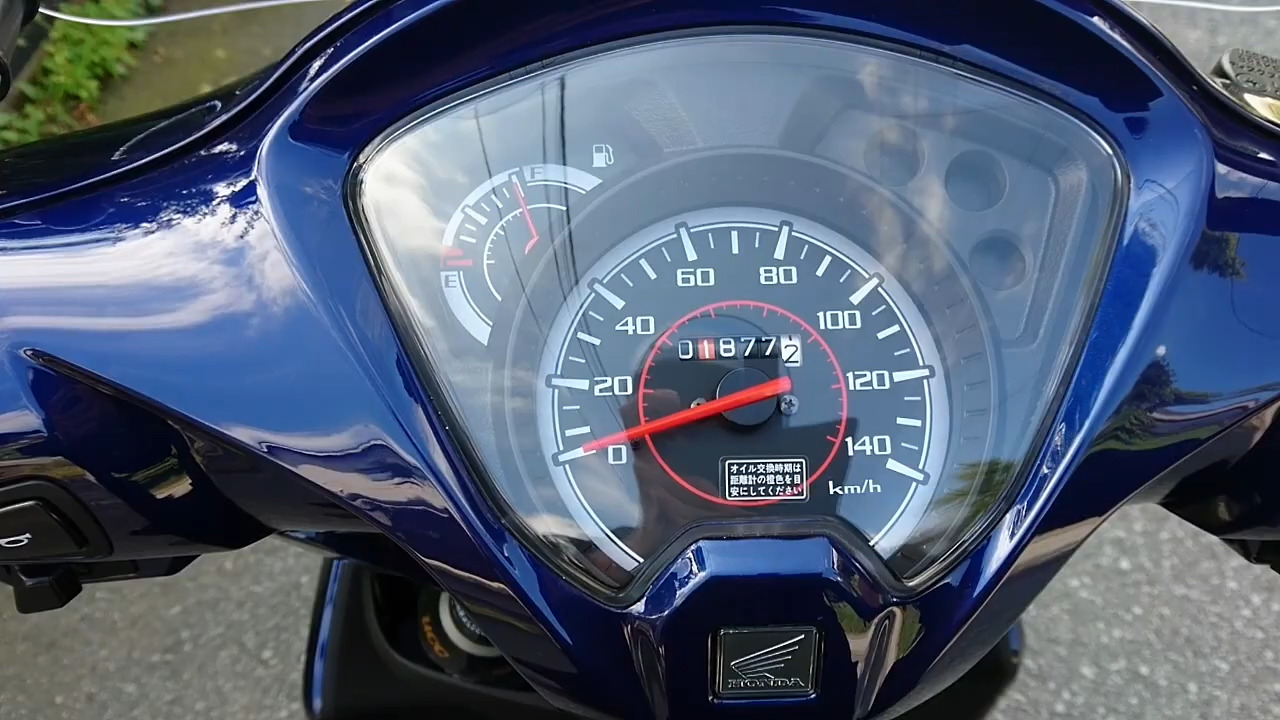 F
E
60 80
40 100
018772
20 120
0 140
オイル交換時期は
距離計の橙色を目
安にしてください
km/h
HONDA
UCC